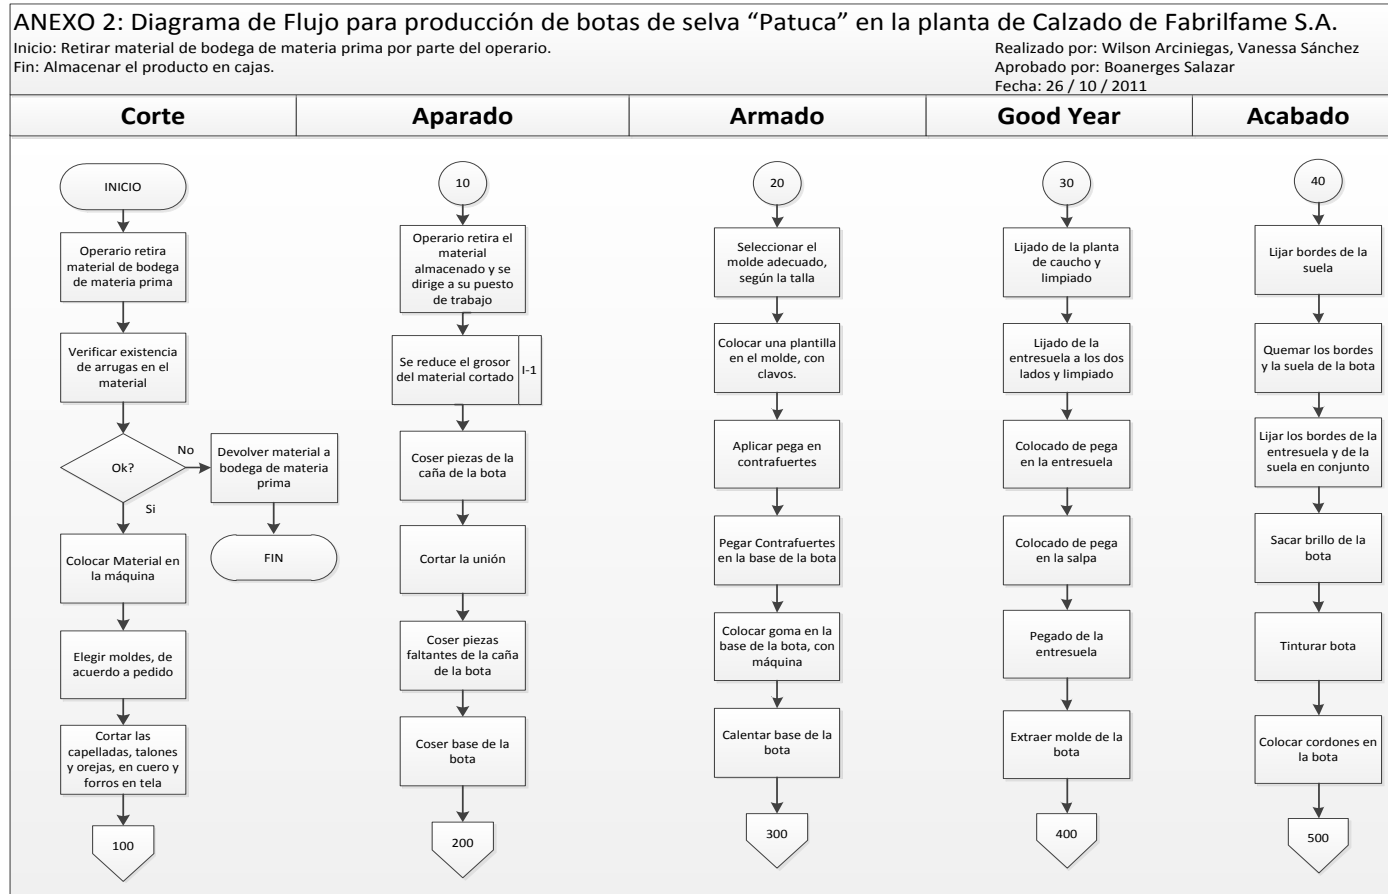 ANEXO 2: Diagrama de Flujo para producción de botas de selva “Patuca” en la planta de Calzado de Fabrilfame S.A.
Inicio: Retirar material de bodega de materia prima por parte del operario.
Fin: Almacenar el producto en cajas.
Realizado por: Wilson Arciniegas, Vanessa Sánchez
Aprobado por: Boanerges Salazar
Fecha: 26 / 10 / 2011
Corte
Aparado
Armado
Good Year
Acabado
INICIO
Operario retira
material de bodega
de materia prima
Verificar existencia
de arrugas en el
material
Ok?
No
Devolver material a
bodega de materia
prima
FIN
Si
Colocar Material en
la máquina
Elegir moldes, de
acuerdo a pedido
Cortar las
capelladas, talones
y orejas, en cuero y
forros en tela
100
10
Operario retira el
material
almacenado y se
dirige a su puesto
de trabajo
Se reduce el grosor
del material cortado
I-1
Coser piezas de la
caña de la bota
Cortar la unión
Coser piezas
faltantes de la caña
de la bota
Coser base de la
bota
200
20
Seleccionar el
molde adecuado,
según la talla
Colocar una plantilla
en el molde, con
clavos.
Aplicar pega en
contrafuertes
Pegar Contrafuertes
en la base de la bota
Colocar goma en la
base de la bota, con
máquina
Calentar base de la
bota
300
30
Lijado de la planta
de caucho y
limpiado
Lijado de la
entresuela a los dos
lados y limpiado
Colocado de pega
en la entresuela
Colocado de pega
en la salpa
Pegado de la
entresuela
Extraer molde de la
bota
400
40
Lijar bordes de la
suela
Quemar los bordes
y la suela de la bota
Lijar los bordes de la
entresuela y de la
suela en conjunto
Sacar brillo de la
bota
Tinturar bota
Colocar cordones en
la bota
500